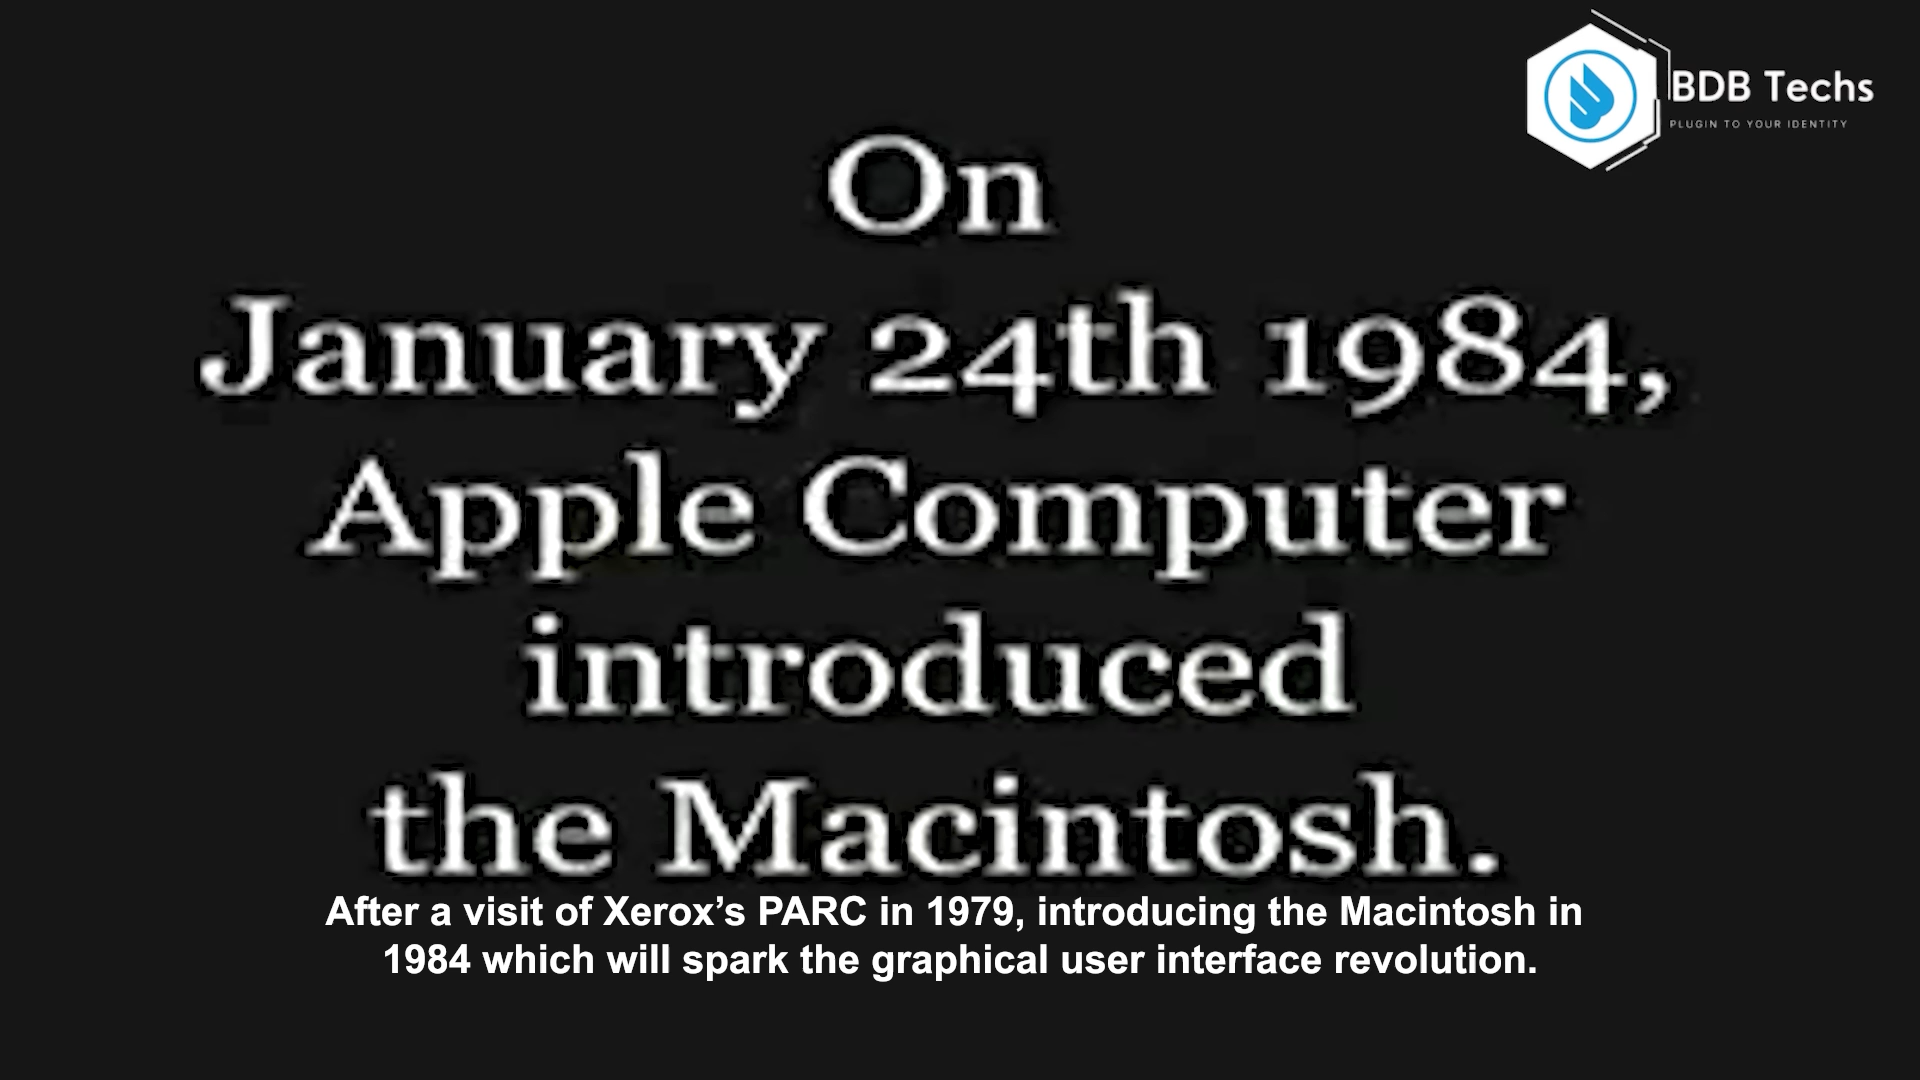 BDB Techs
PLUGIN TO YOUR IDENTITY
On
January 24th 1984,
Apple Computer
introduced
the Macintosh.
After a visit of Xerox’s PARC in 1979, introducing the Macintosh in
1984 which will spark the graphical user interface revolution.